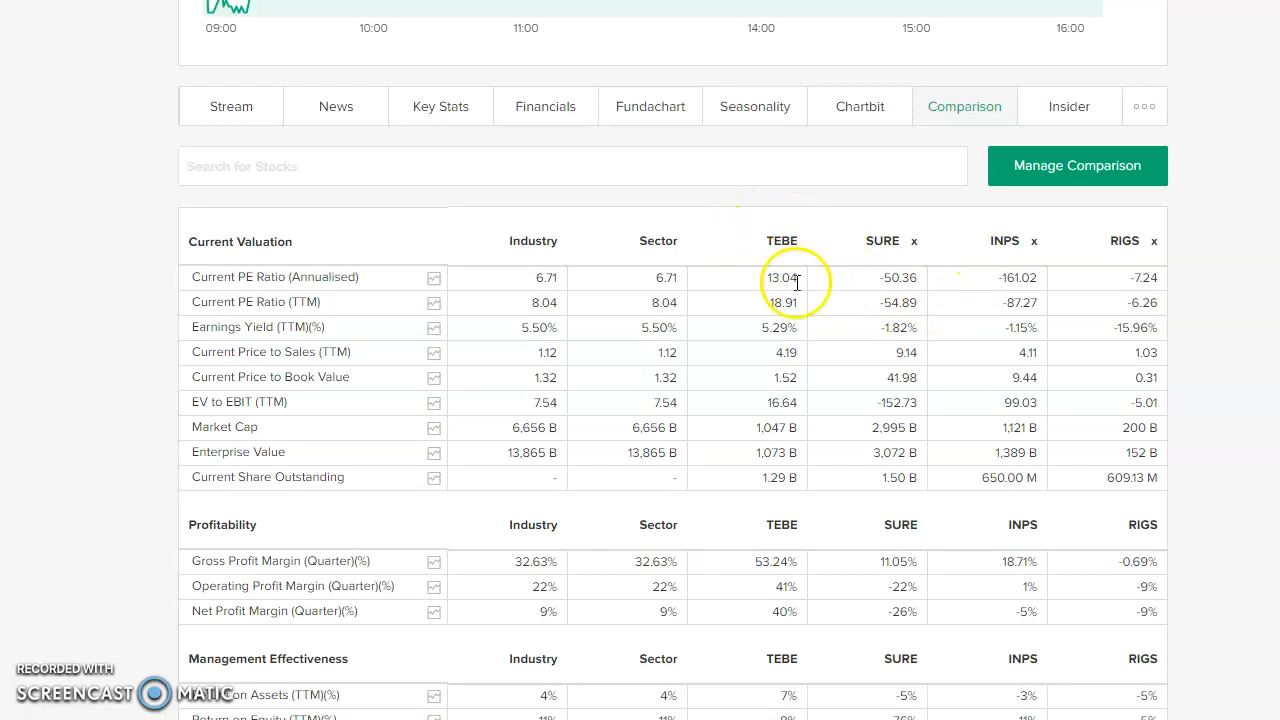 09:00 10:00 11:00 14:00 15:00 16:00
Stream News Key Stats Financials Fundachart Seasonality Chartbit Comparison Insider
Search for Stocks Manage Comparison
Current Valuation Industry Sector TEBE SURE x INPS x RIGS x
Current PE Ratio (Annualised) 6.71 6.71 13.04 -50.36 -161.02 -7.24
Current PE Ratio (TTM) 8.04 8.04 18.91 -54.89 -87.27 -6.26
Earnings Yield (TTM)(%) 5.50% 5.50% 5.29% -1.82% -1.15% -15.96%
Current Price to Sales (TTM) 1.12 1.12 4.19 9.14 4.11 1.03
Current Price to Book Value 1.32 1.32 1.52 41.98 9.44 0.31
EV to EBIT (TTM) 7.54 7.54 16.64 -152.73 99.03 -5.01
Market Cap 6,656 B 6,656 B 1,047 B 2,995 B 1,121 B 200 B
Enterprise Value 13,865 B 13,865 B 1,073 B 3,072 B 1,389 B 152 B
Current Share Outstanding - - 1.29 B 1.50 B 650.00 M 609.13 M
Profitability Industry Sector TEBE SURE INPS RIGS
Gross Profit Margin (Quarter)(%) 32.63% 32.63% 53.24% 11.05% 18.71% -0.69%
Operating Profit Margin (Quarter)(%) 22% 22% 41% -22% 1% -9%
Net Profit Margin (Quarter)(%) 9% 9% 40% -26% -5% -9%
Management Effectiveness Industry Sector TEBE SURE INPS RIGS
RECORDED WITH
SCREENCAST MATIC
on Assets (TTM)(%) 4% 4% 7% -5% -3% -5%